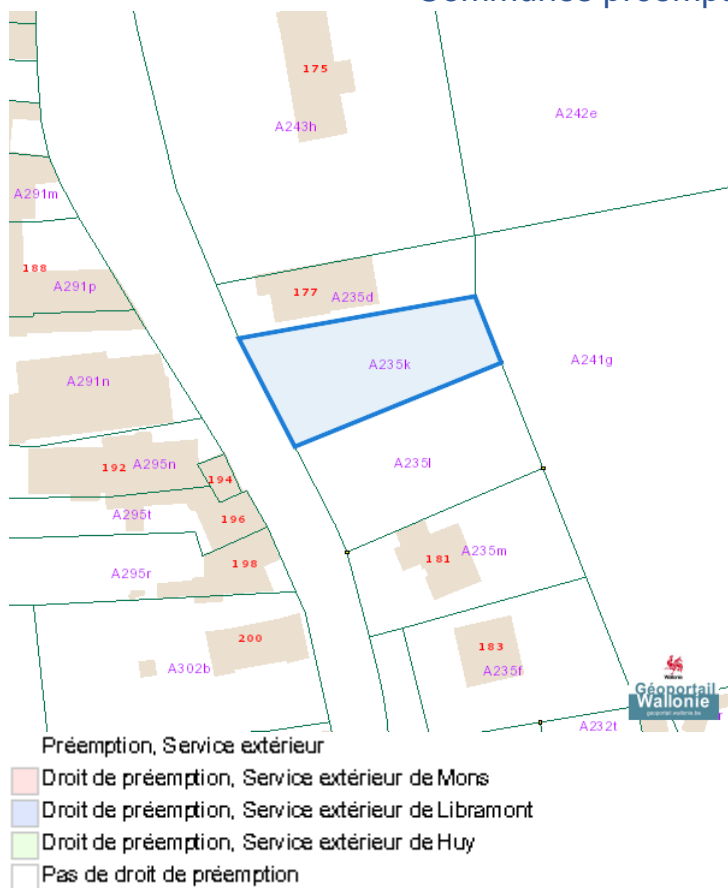 175
A243h
A242e
A291m
188
A291p
177
A235d
A235k
A241g
A291n
A235l
192
A295n
194
A295t
196
A235m
181
198
A295r
200
183
A302b
A235f
Wallonie
Géoportail
Wallonie
A232t
Préemption, Service extérieur
Droit de préemption, Service extérieur de Mons
Droit de préemption, Service extérieur de Libramont
Droit de préemption, Service extérieur de Huy
Pas de droit de préemption